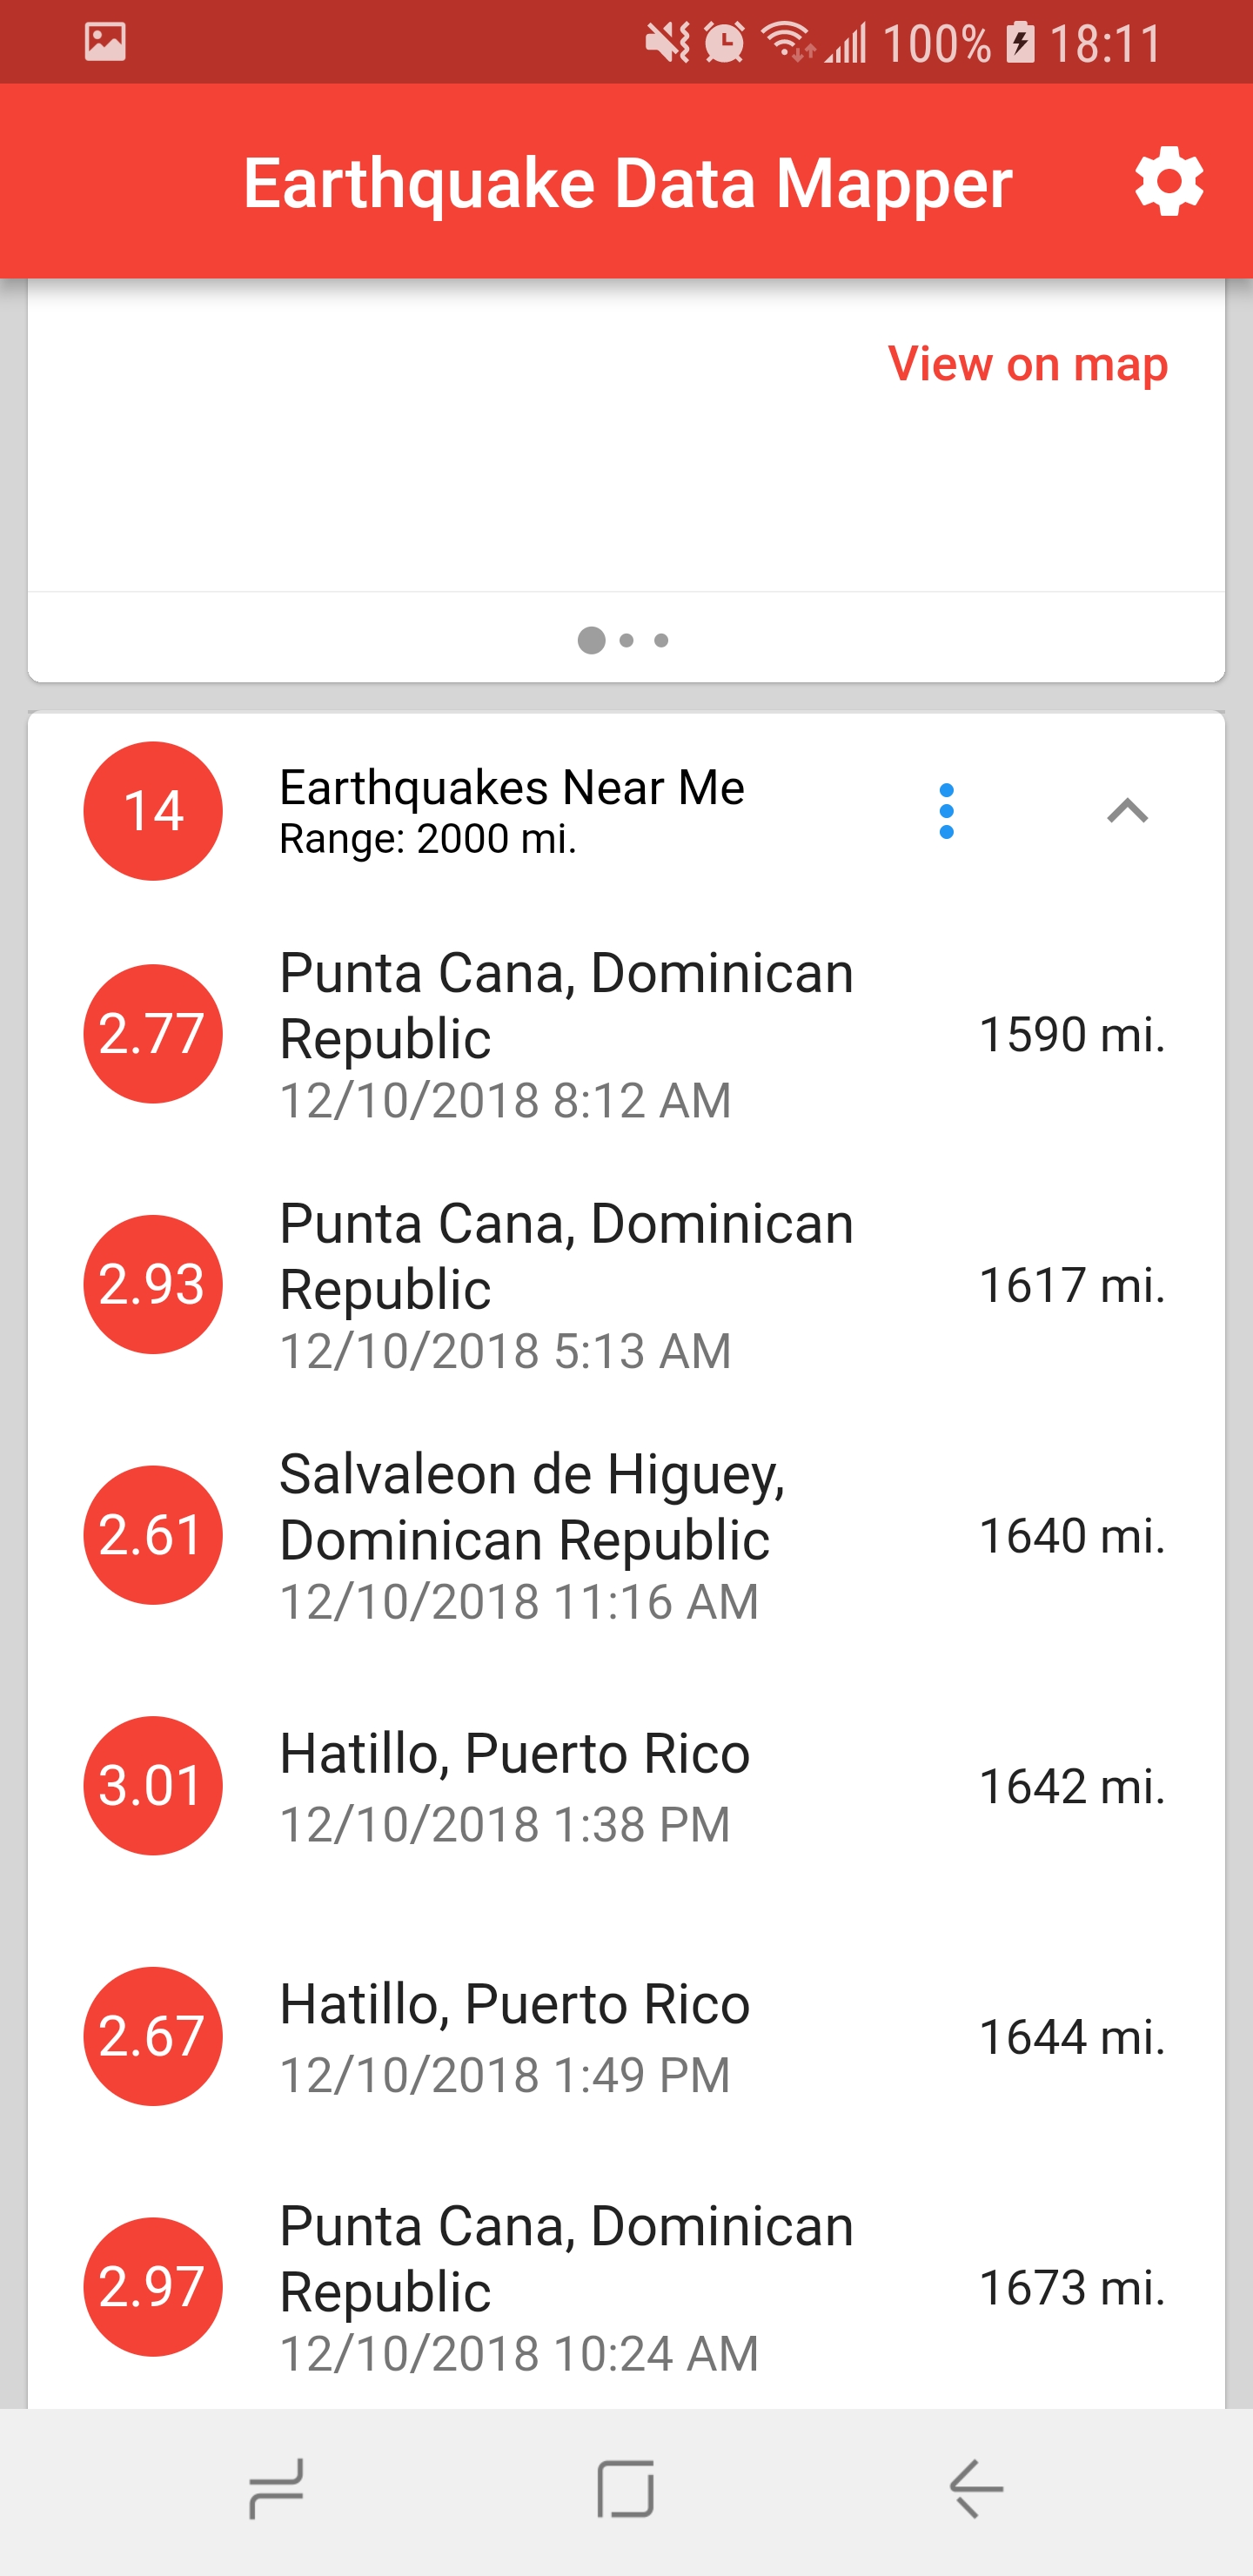 100% 18:11
Earthquake Data Mapper
View on map
14
Earthquakes Near Me
Range: 2000 mi.
2.77
Punta Cana, Dominican
Republic
12/10/2018 8:12 AM
1590 mi.
2.93
Punta Cana, Dominican
Republic
12/10/2018 5:13 AM
1617 mi.
2.61
Salvaleon de Higuey,
Dominican Republic
12/10/2018 11:16 AM
1640 mi.
3.01
Hatillo, Puerto Rico
12/10/2018 1:38 PM
1642 mi.
2.67
Hatillo, Puerto Rico
12/10/2018 1:49 PM
1644 mi.
2.97
Punta Cana, Dominican
Republic
12/10/2018 10:24 AM
1673 mi.